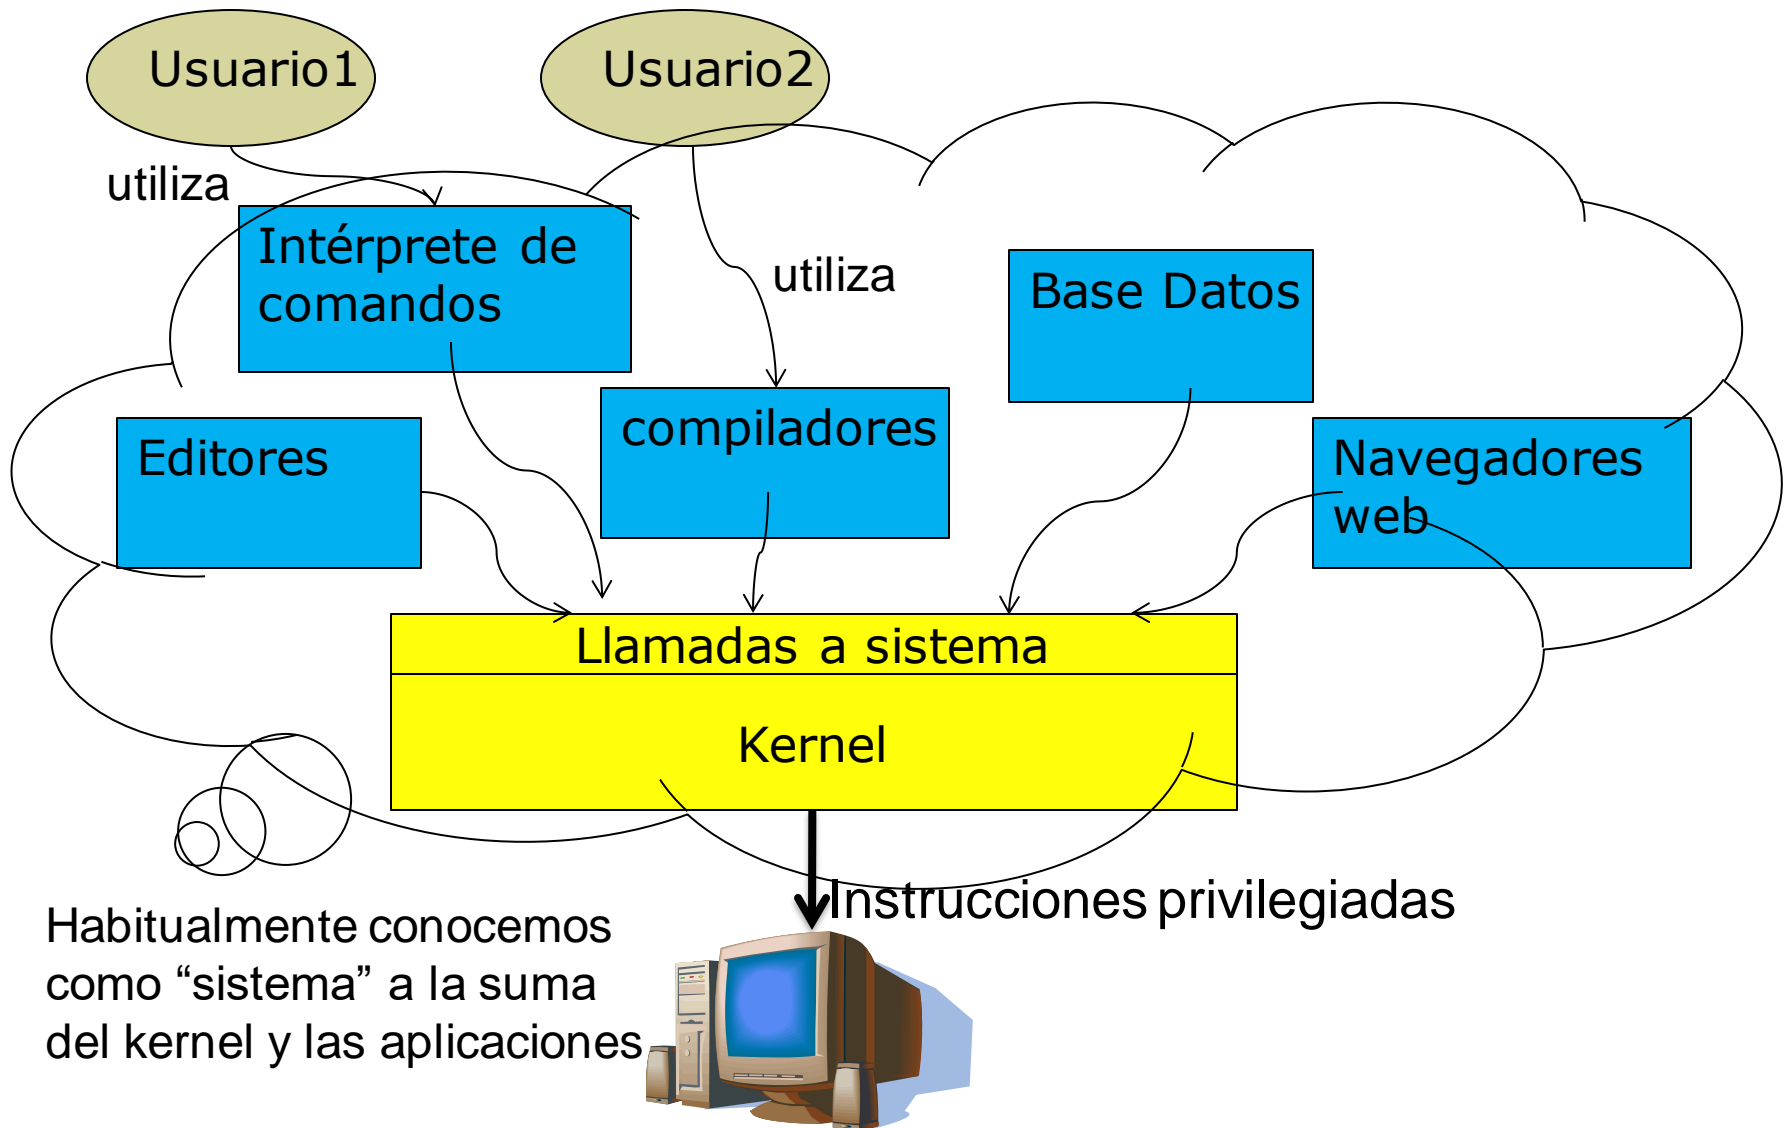 Usuario1
Usuario2
utiliza
Intérprete de
comandos
utiliza
Base Datos
compiladores
Editores
Navegadores
web
Llamadas a sistema
Kernel
Instrucciones privilegiadas
Habitualmente conocemos
como “sistema” a la suma
del kernel y las aplicaciones